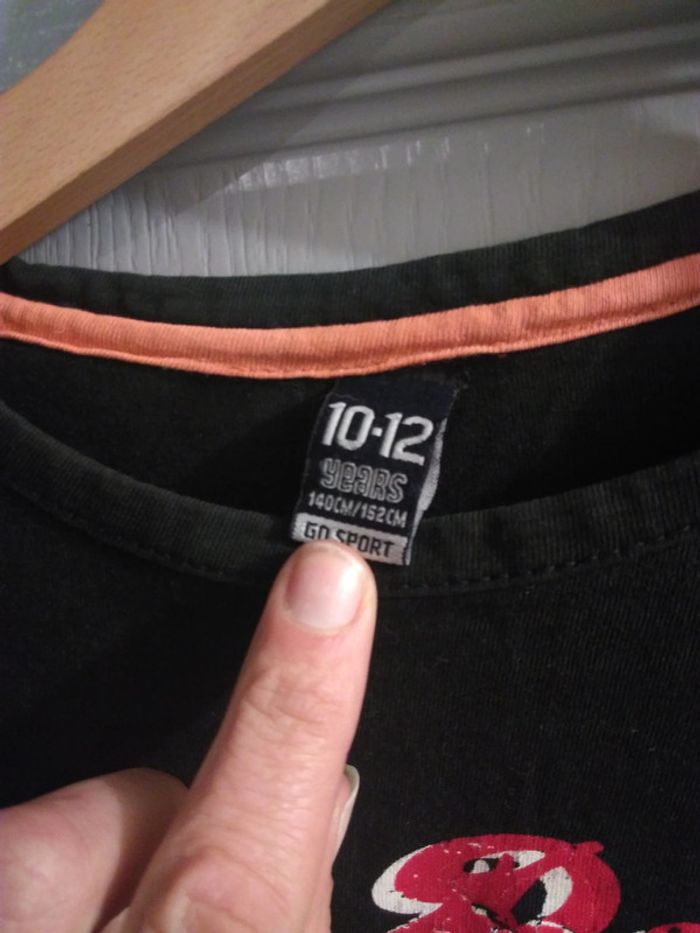 10-12
YEARS
140CM/152CM
GO SPORT